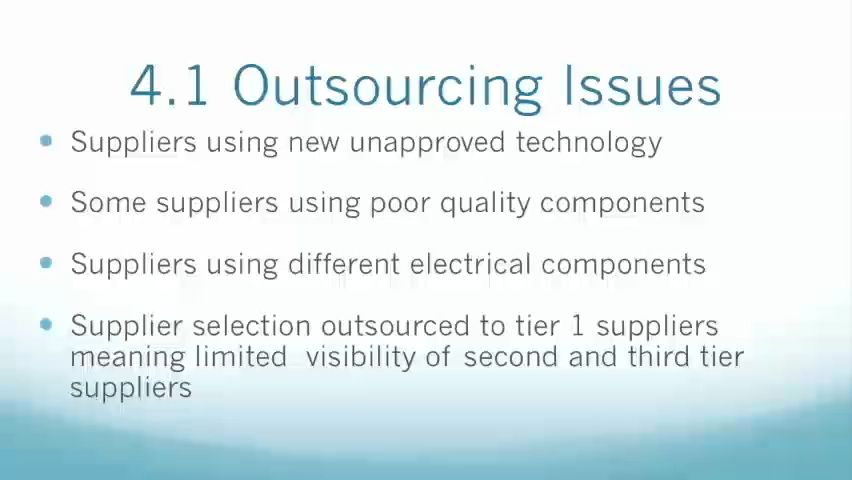 4.1 Outsourcing Issues
• Suppliers using new unapproved technology
• Some suppliers using poor quality components
• Suppliers using different electrical components
• Supplier selection outsourced to tier 1 suppliers
meaning limited visibility of second and third tier
suppliers